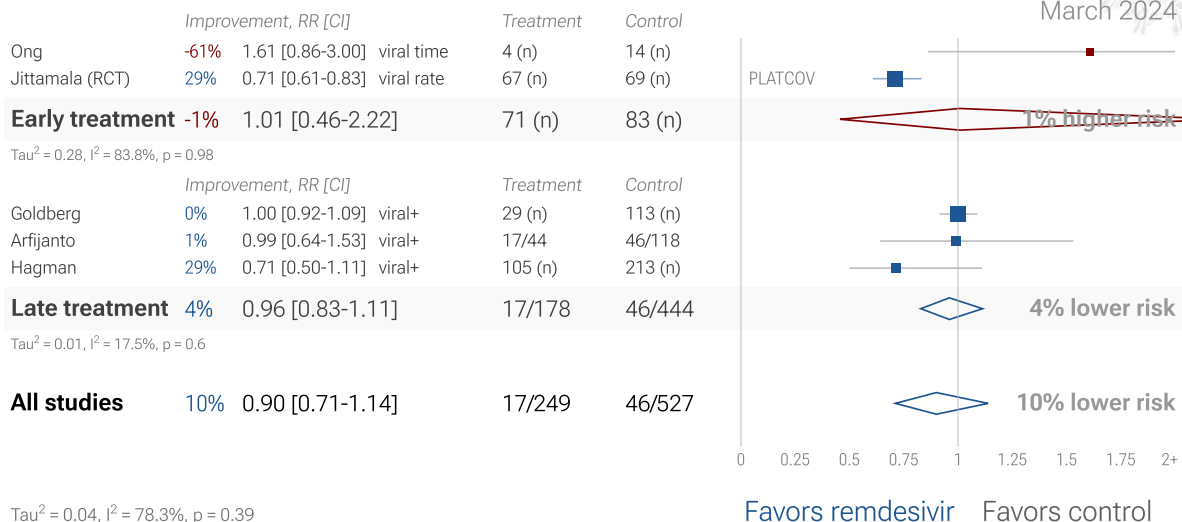 March 2024
Improvement, RR [CI] Treatment Control
Ong -61% 1.61 [0.86-3.00] viral time 4 (n) 14 (n)
Jittamala (RCT) 29% 0.71 [0.61-0.83] viral rate 67 (n) 69 (n) PLATCOV
Early treatment -1% 1.01 [0.46-2.22] 71 (n) 83 (n) 1% higher risk
Tau² = 0.28, I² = 83.8%, p = 0.98
Improvement, RR [CI] Treatment Control
Goldberg 0% 1.00 [0.92-1.09] viral+ 29 (n) 113 (n)
Arfijanto 1% 0.99 [0.64-1.53] viral+ 17/44 46/118
Hagman 29% 0.71 [0.50-1.11] viral+ 105 (n) 213 (n)
Late treatment 4% 0.96 [0.83-1.11] 17/178 46/444 4% lower risk
Tau² = 0.01, I² = 17.5%, p = 0.6
All studies 10% 0.90 [0.71-1.14] 17/249 46/527 10% lower risk
0 0.25 0.5 0.75 1 1.25 1.5 1.75 2+
Tau² = 0.04, I² = 78.3%, p = 0.39 Favors remdesivir Favors control